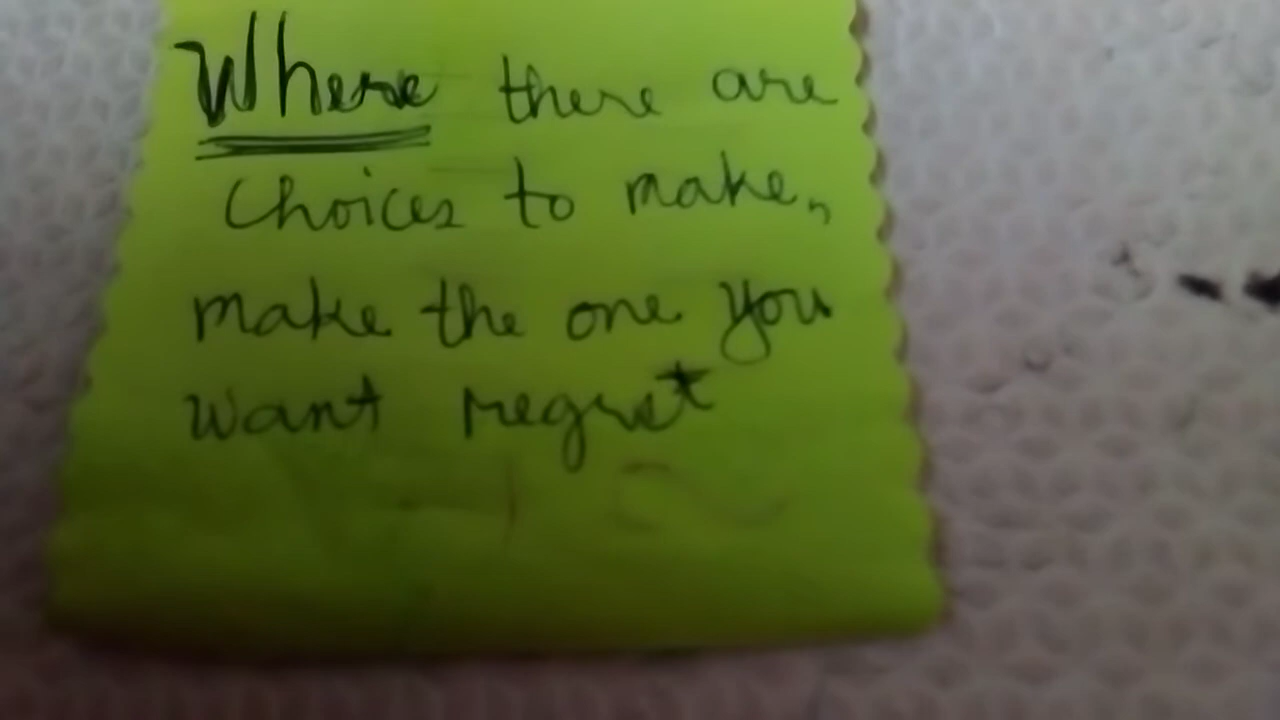 Where there are
Choices to make,
make the one you
want regret